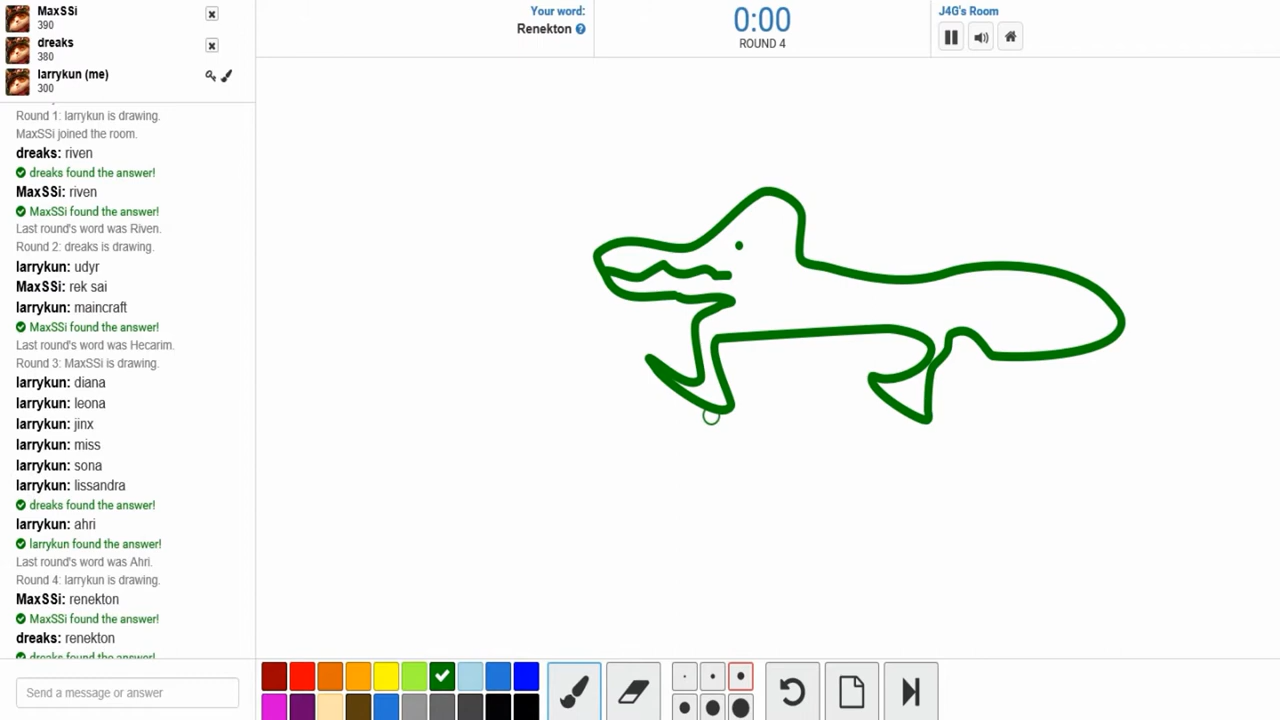 MaxSSi
390
dreaks
380
larrykun (me)
300
Your word:
Renekton
0:00
ROUND 4
J4G's Room
Round 1: larrykun is drawing.
MaxSSi joined the room.
dreaks: riven
dreaks found the answer!
MaxSSi: riven
MaxSSi found the answer!
Last round's word was Riven.
Round 2: dreaks is drawing.
larrykun: udyr
MaxSSi: rek sai
larrykun: maincraft
MaxSSi found the answer!
Last round's word was Hecarim.
Round 3: MaxSSi is drawing.
larrykun: diana
larrykun: leona
larrykun: jinx
larrykun: miss
larrykun: sona
larrykun: lissandra
dreaks found the answer!
larrykun: ahri
larrykun found the answer!
Last round's word was Ahri.
Round 4: larrykun is drawing.
MaxSSi: renekton
MaxSSi found the answer!
dreaks: renekton
dreaks found the answer!
Send a message or answer